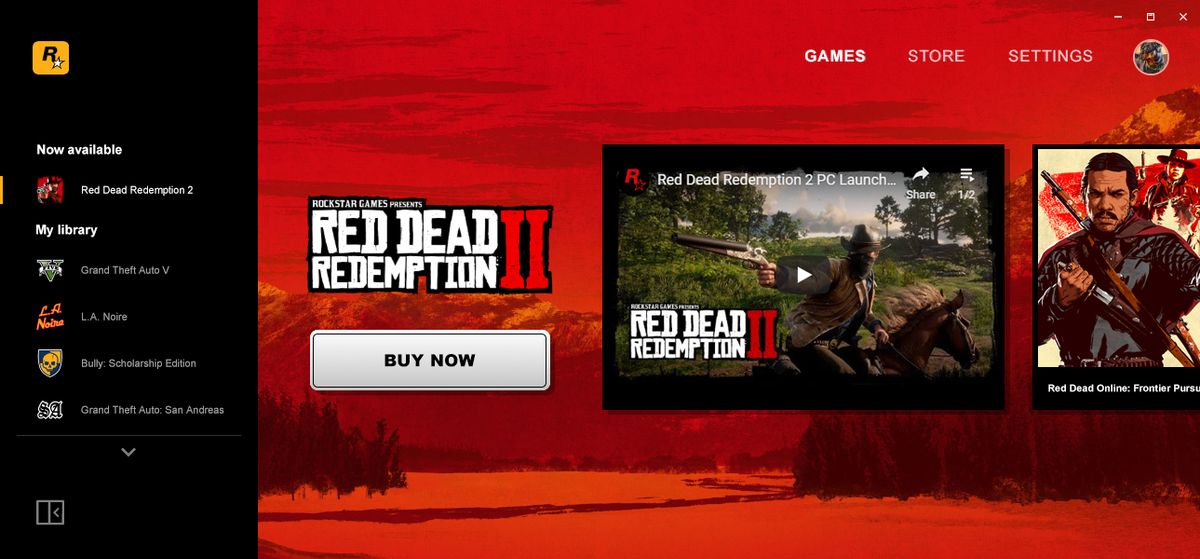 R
GAMES
STORE
SETTINGS
Now available
Red Dead Redemption 2
My library
V
Grand Theft Auto V
L.A.
Noire
L.A. Noire
Bully: Scholarship Edition
SA
Grand Theft Auto: San Andreas
ROCKSTAR GAMES PRESENTS
RED DEAD
REDEMPTION II
BUY NOW
R
Red Dead Redemption 2 PC Launch...
Share
1/2
ROCKSTAR GAMES PRESENTS
RED DEAD
REDEMPTION II
Red Dead Online: Frontier Pursu